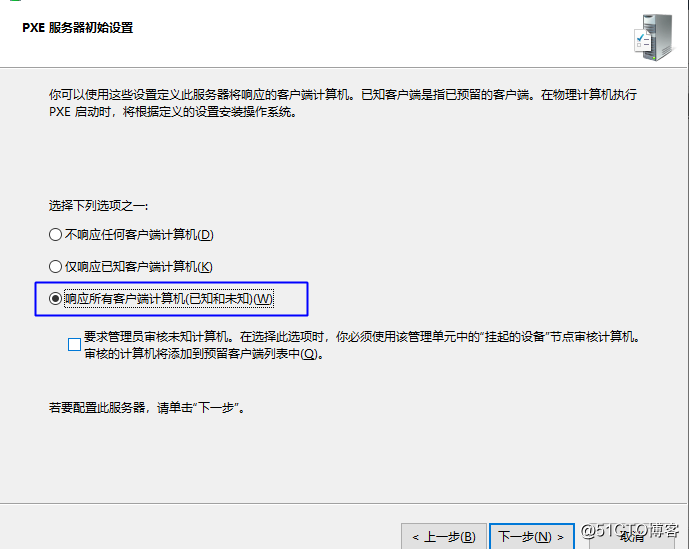 PXE 服务器初始设置
你可以使用这些设置定义此服务器将响应的客户端计算机。已知客户端是指已预留的客户端。在物理计算机执行
PXE 启动时，将根据定义的设置安装操作系统。
选择下列选项之一:
不响应任何客户端计算机(D)
仅响应已知客户端计算机(K)
响应所有客户端计算机(已知和未知)(W)
要求管理员审核未知计算机。在选择此选项时，你必须使用该管理单元中的“挂起的设备”节点审核计算机。
审核的计算机将添加到预留客户端列表中(Q)。
若要配置此服务器，请单击“下一步”。
< 上一步(B) 下一步(N) > 取消
@51CTO博客